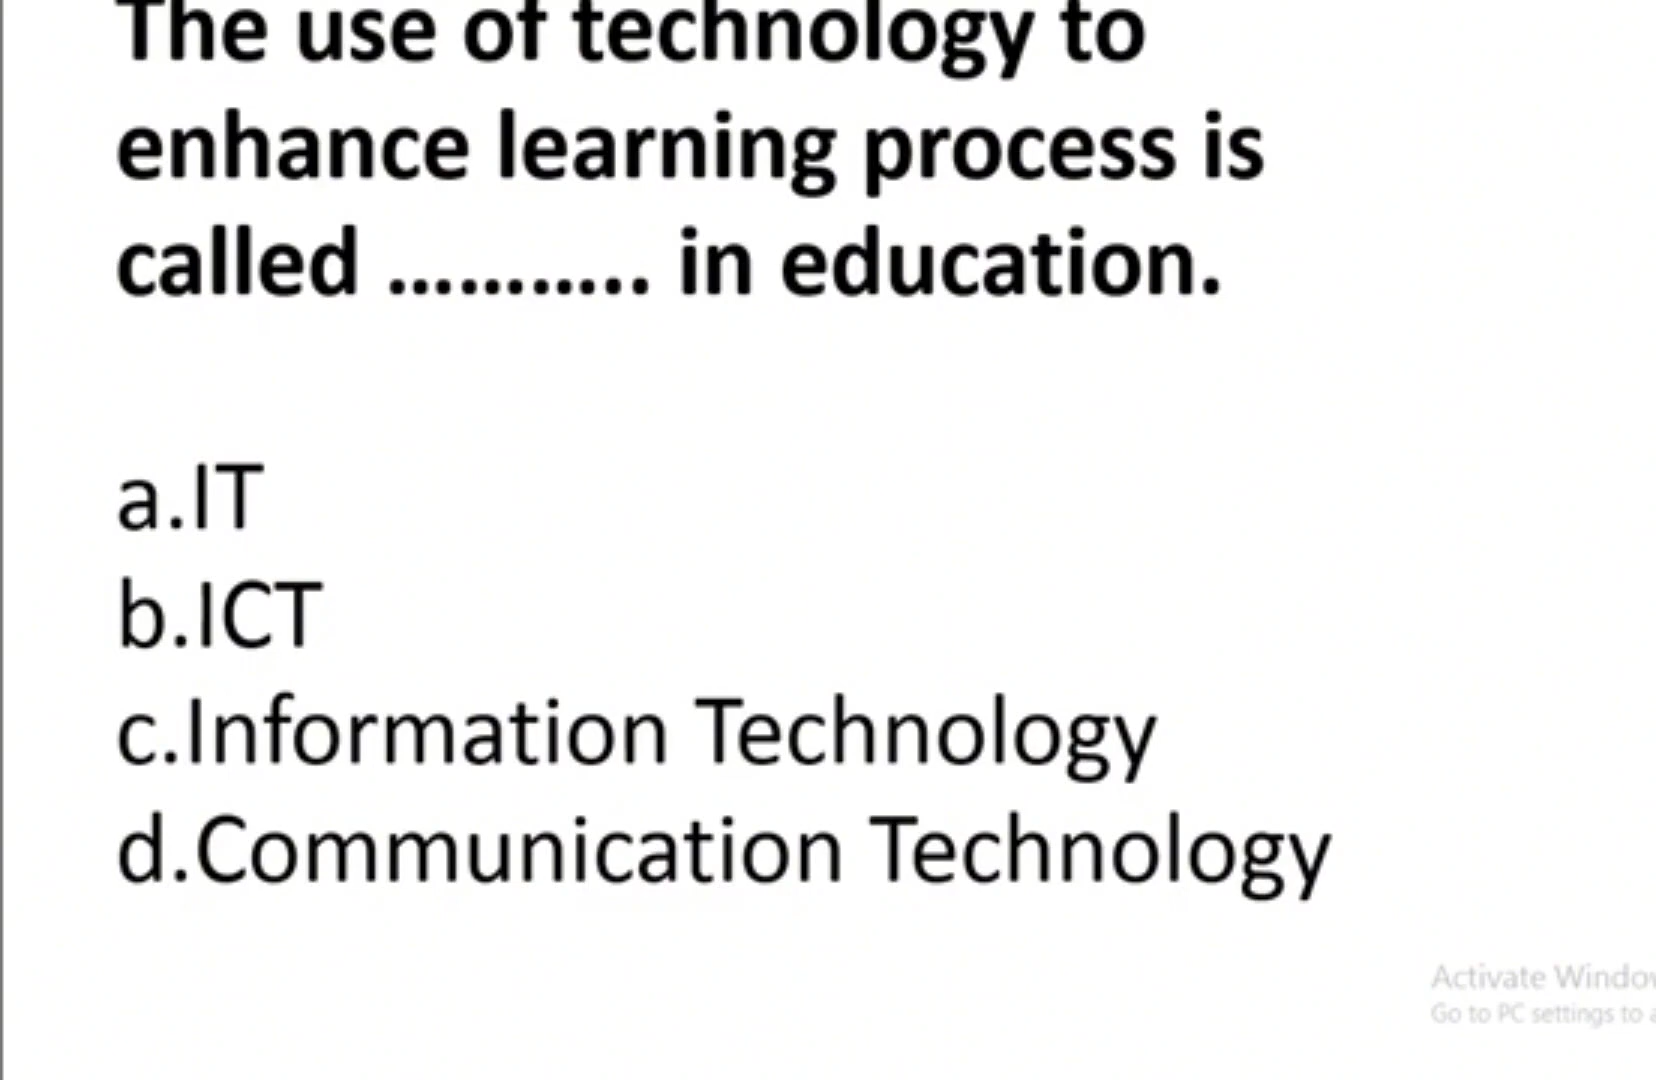 The use of technology to
enhance learning process is
called ........... in education.
a.IT
b.ICT
c.Information Technology
d.Communication Technology
Activate Window
Go to PC settings to a